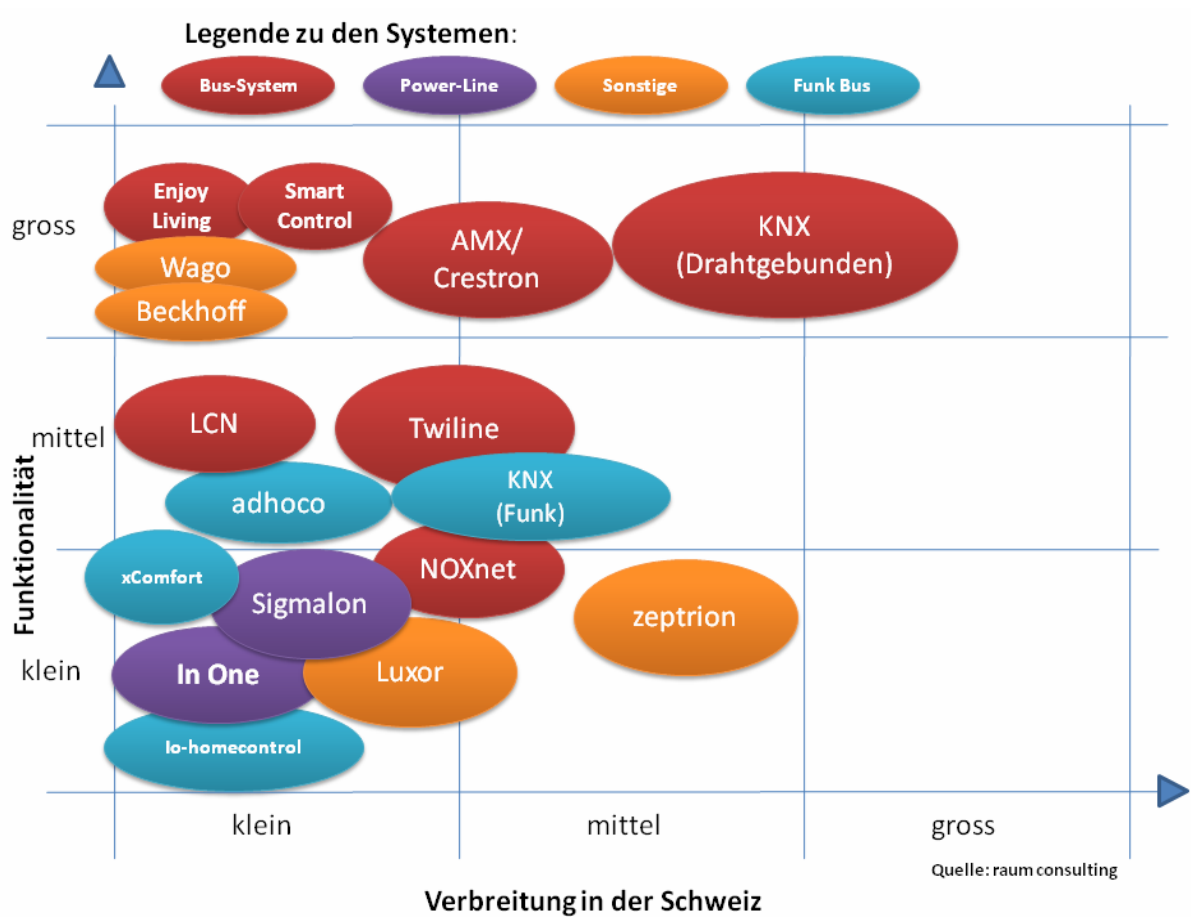 Legende zu den Systemen:
Bus-System
Power-Line
Sonstige
Funk Bus
gross
Enjoy
Living
Smart
Control
Wago
Beckhoff
AMX/
Crestron
KNX
(Drahtgebunden)
mittel
LCN
Twiline
adhoco
KNX
(Funk)
Funktionalität
klein
xComfort
Sigmalon
NOXnet
zeptrion
In One
Luxor
Io-homecontrol
klein
mittel
gross
Quelle: raum consulting
Verbreitung in der Schweiz